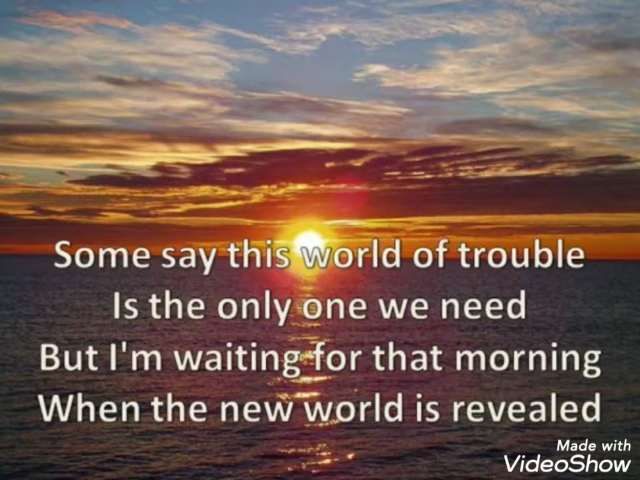 Some say this world of trouble
Is the only one we need
But I'm waiting for that morning
When the new world is revealed
Made with
VideoShow